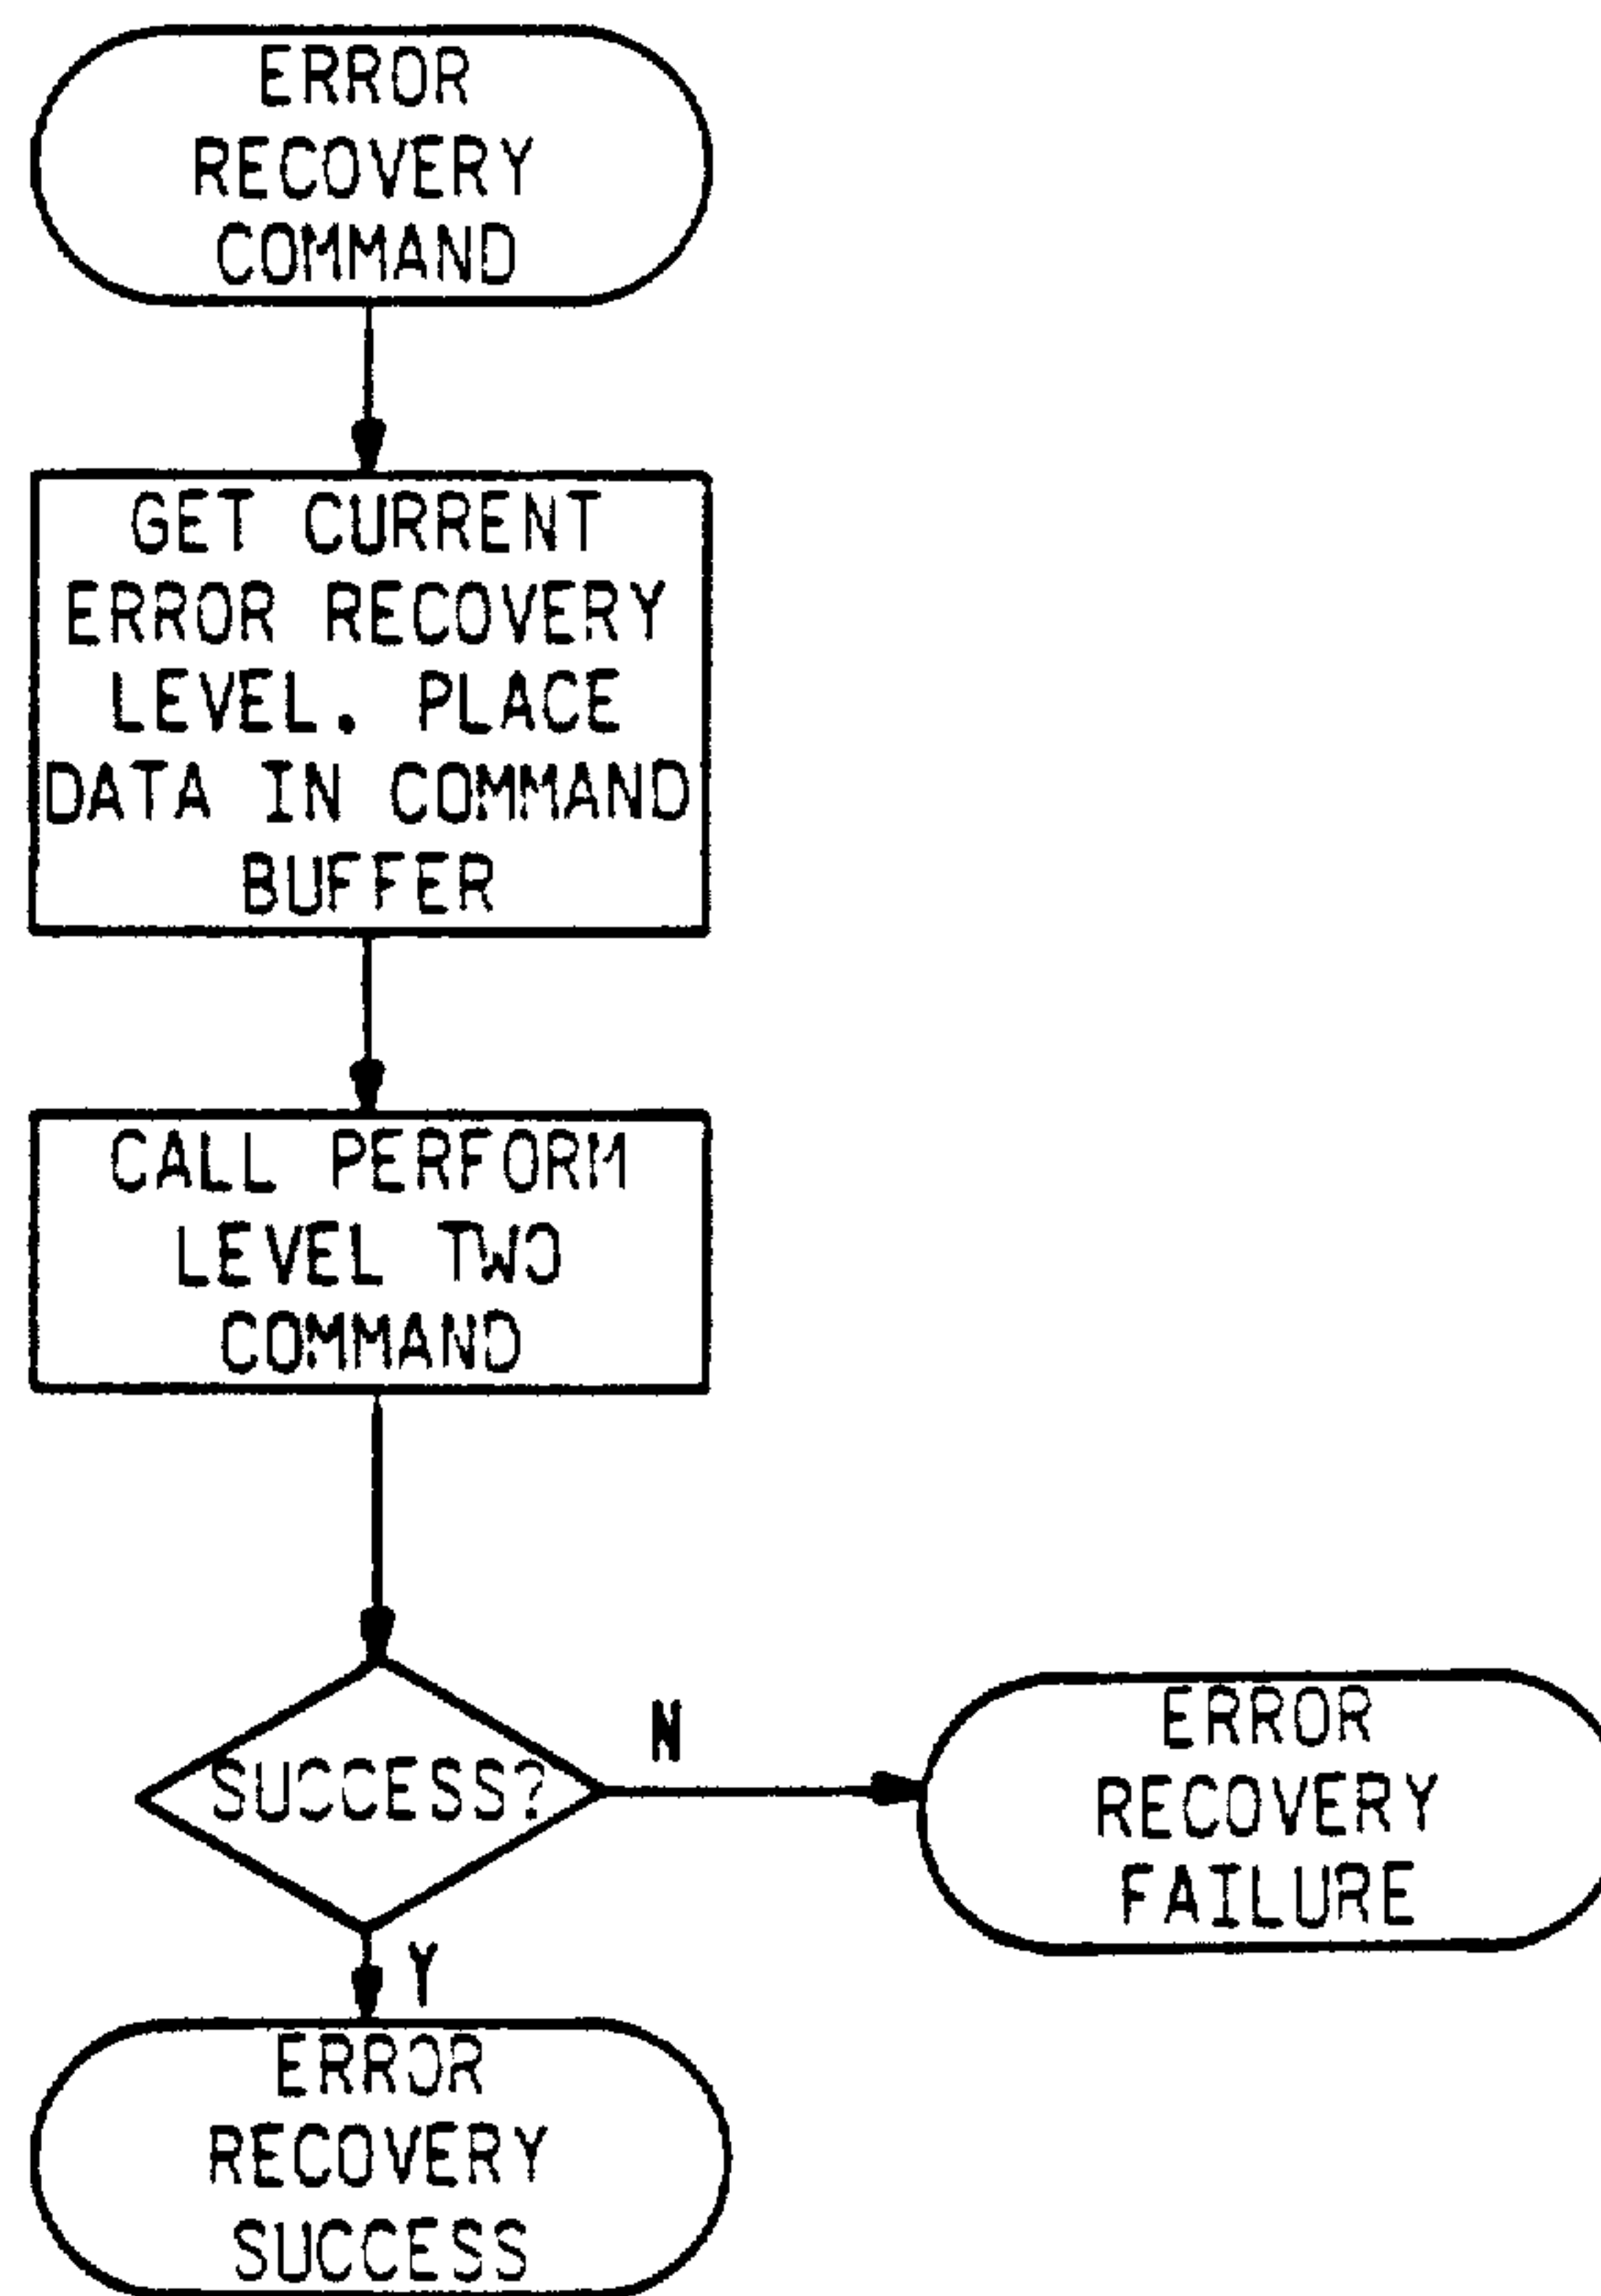 ERROR
RECOVERY
COMMAND
GET CURRENT
ERROR RECOVERY
LEVEL. PLACE
DATA IN COMMAND
BUFFER
CALL PERFORM
LEVEL TWO
COMMAND
SUCCESS?
N
ERROR
RECOVERY
FAILURE
Y
ERROR
RECOVERY
SUCCESS